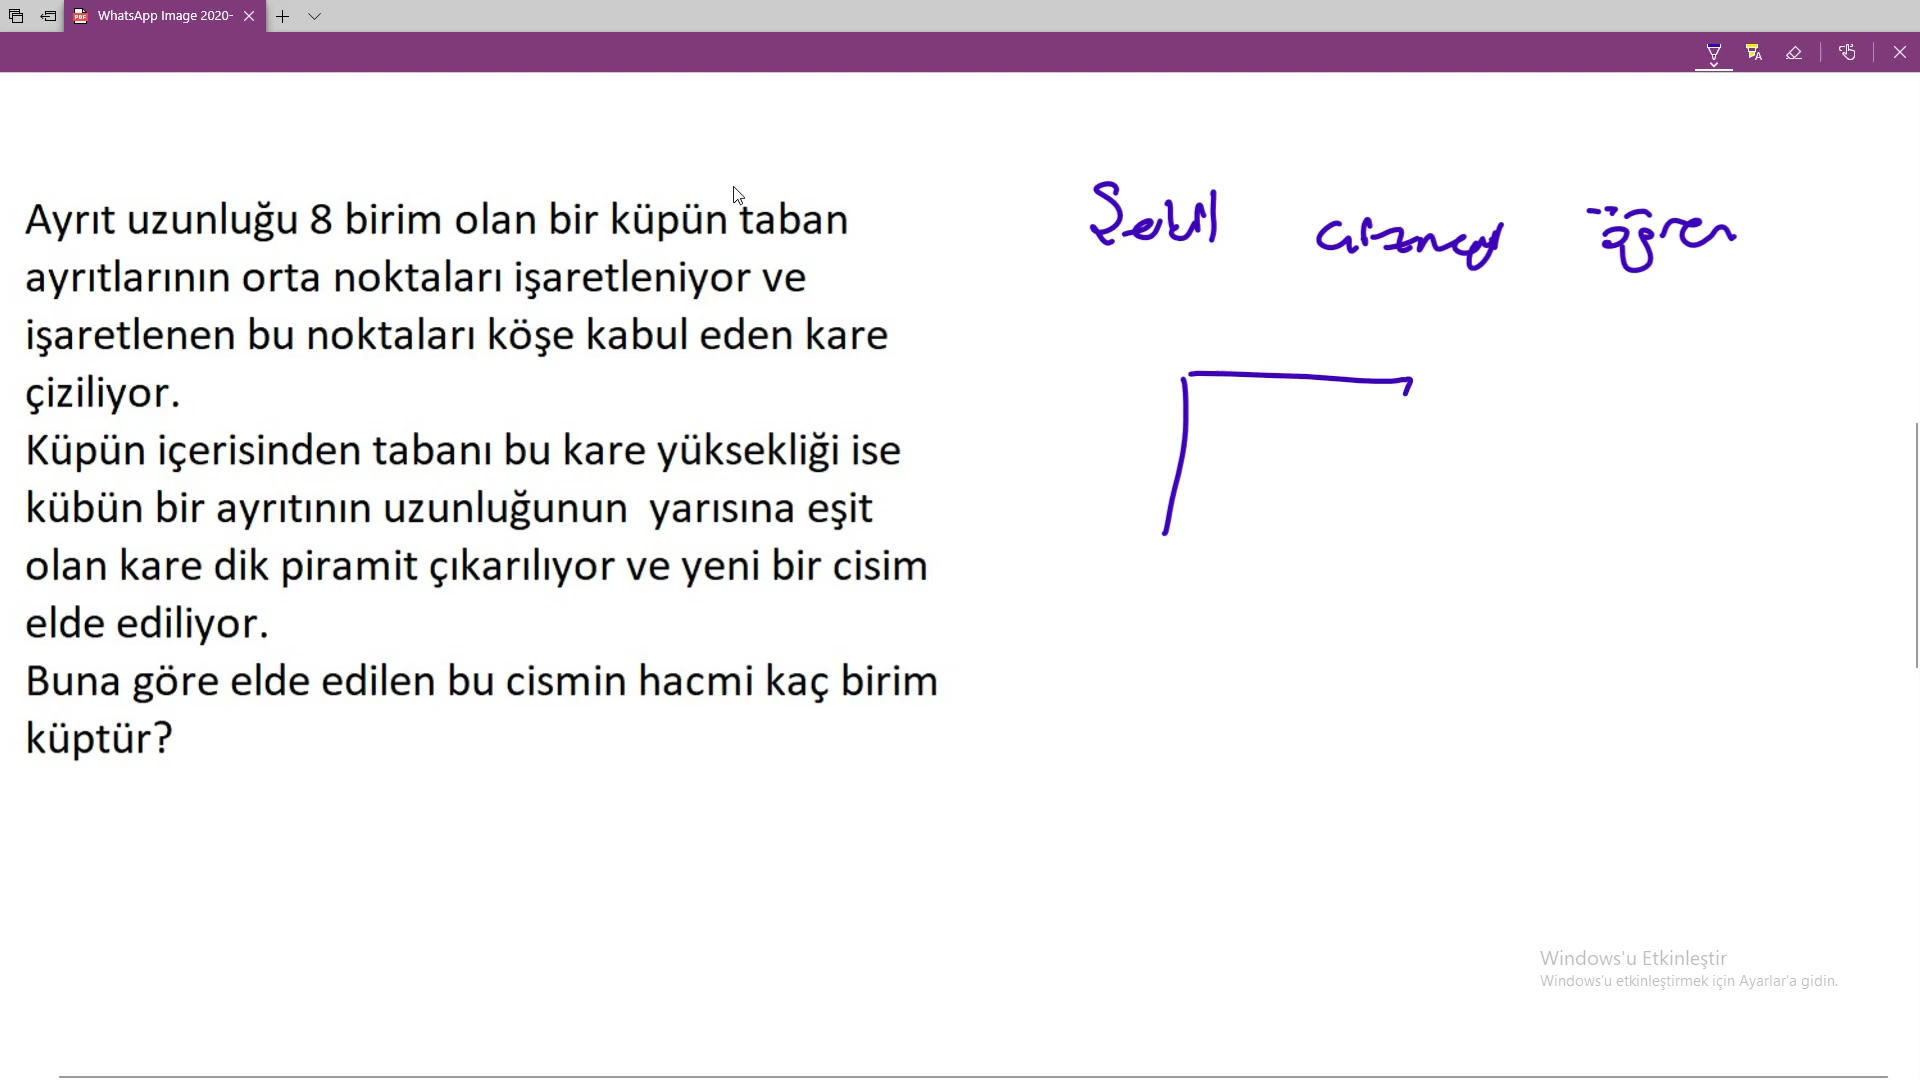 WhatsApp Image 2020-
Ayrıt uzunluğu 8 birim olan bir küpün taban
ayrıtlarının orta noktaları işaretleniyor ve
işaretlenen bu noktaları köşe kabul eden kare
çiziliyor.
Küpün içerisinden tabanı bu kare yüksekliği ise
kübün bir ayrıtının uzunluğunun yarısına eşit
olan kare dik piramit çıkarılıyor ve yeni bir cisim
elde ediliyor.
Buna göre elde edilen bu cismin hacmi kaç birim
küptür?
Şekil çizmeyi öğren
Windows'u Etkinleştir
Windows'u etkinleştirmek için Ayarlar'a gidin.